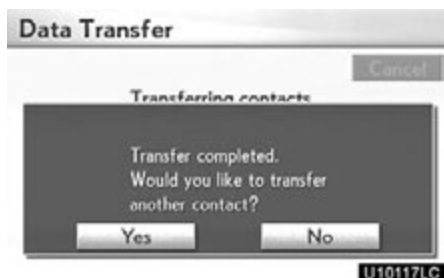 Data Transfer
Cancel
Transferring contacts
Transfer completed.
Would you like to transfer
another contact?
Yes
No
U10117LC